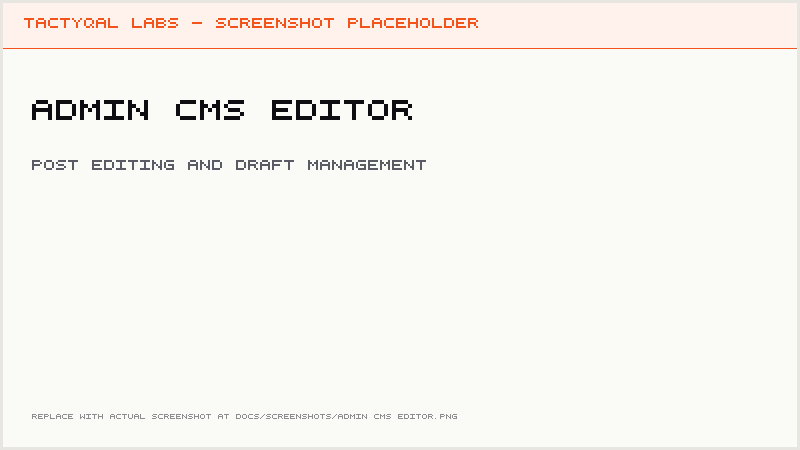 TACTYQAL LABS — SCREENSHOT PLACEHOLDER
ADMIN CMS EDITOR
POST EDITING AND DRAFT MANAGEMENT
REPLACE WITH ACTUAL SCREENSHOT AT DOCS/SCREENSHOTS/ADMIN CMS EDITOR.PNG